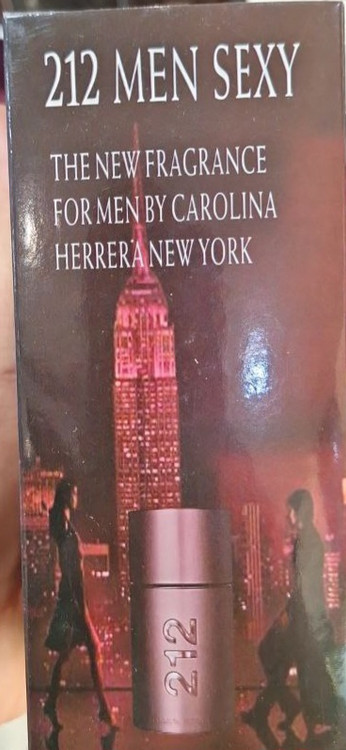 212 MEN SEXY
THE NEW FRAGRANCE
FOR MEN BY CAROLINA
HERRERA NEW YORK
212